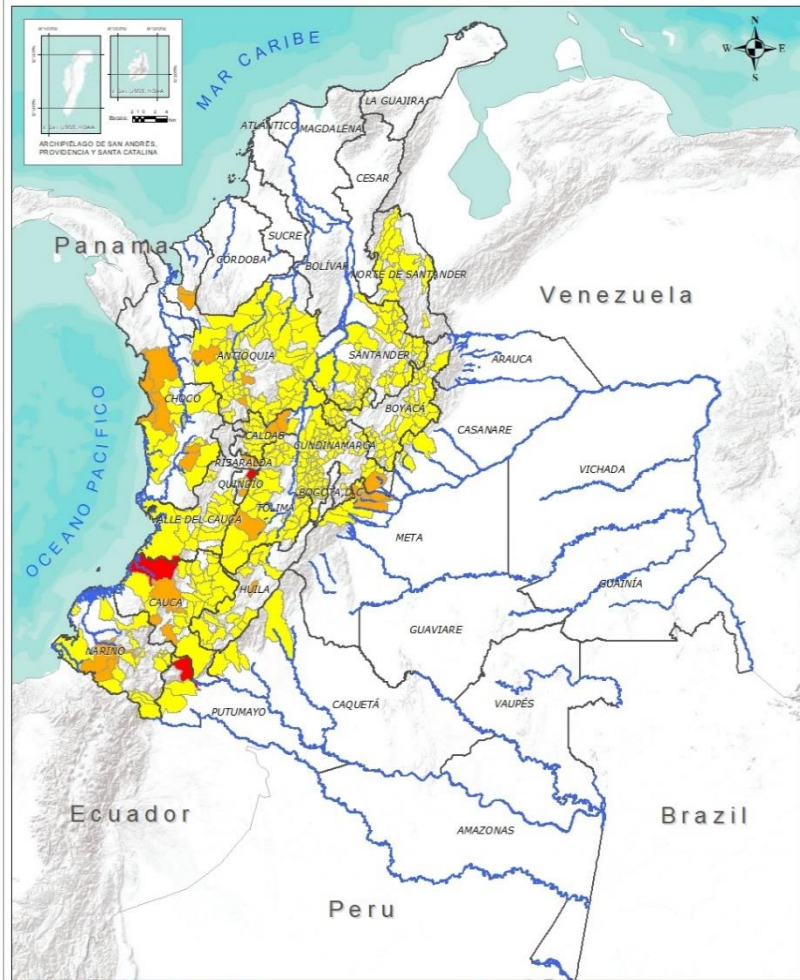 N
W E
S
ARCHIPIÉLAGO DE SAN ANDRÉS,
PROVIDENCIA Y SANTA CATALINA
MAR CARIBE
LA GUAJIRA
ATLÁNTICO
MAGDALENA
CESAR
SUCRE
Panama
CÓRDOBA
BOLÍVAR
NORTE DE SANTANDER
Venezuela
ANTIOQUIA
SANTANDER
ARAUCA
OCEANO PACIFICO
CHOCÓ
BOYACÁ
CALDAS
CUNDINAMARCA
CASANARE
RISARALDA
VICHADA
QUINDIO
BOGOTÁ, D.C.
TOLIMA
VALLE DEL CAUCA
META
GUAINÍA
HUILA
CAUCA
GUAVIARE
NARIÑO
CAQUETÁ
VAUPÉS
PUTUMAYO
Ecuador
Brazil
AMAZONAS
Peru